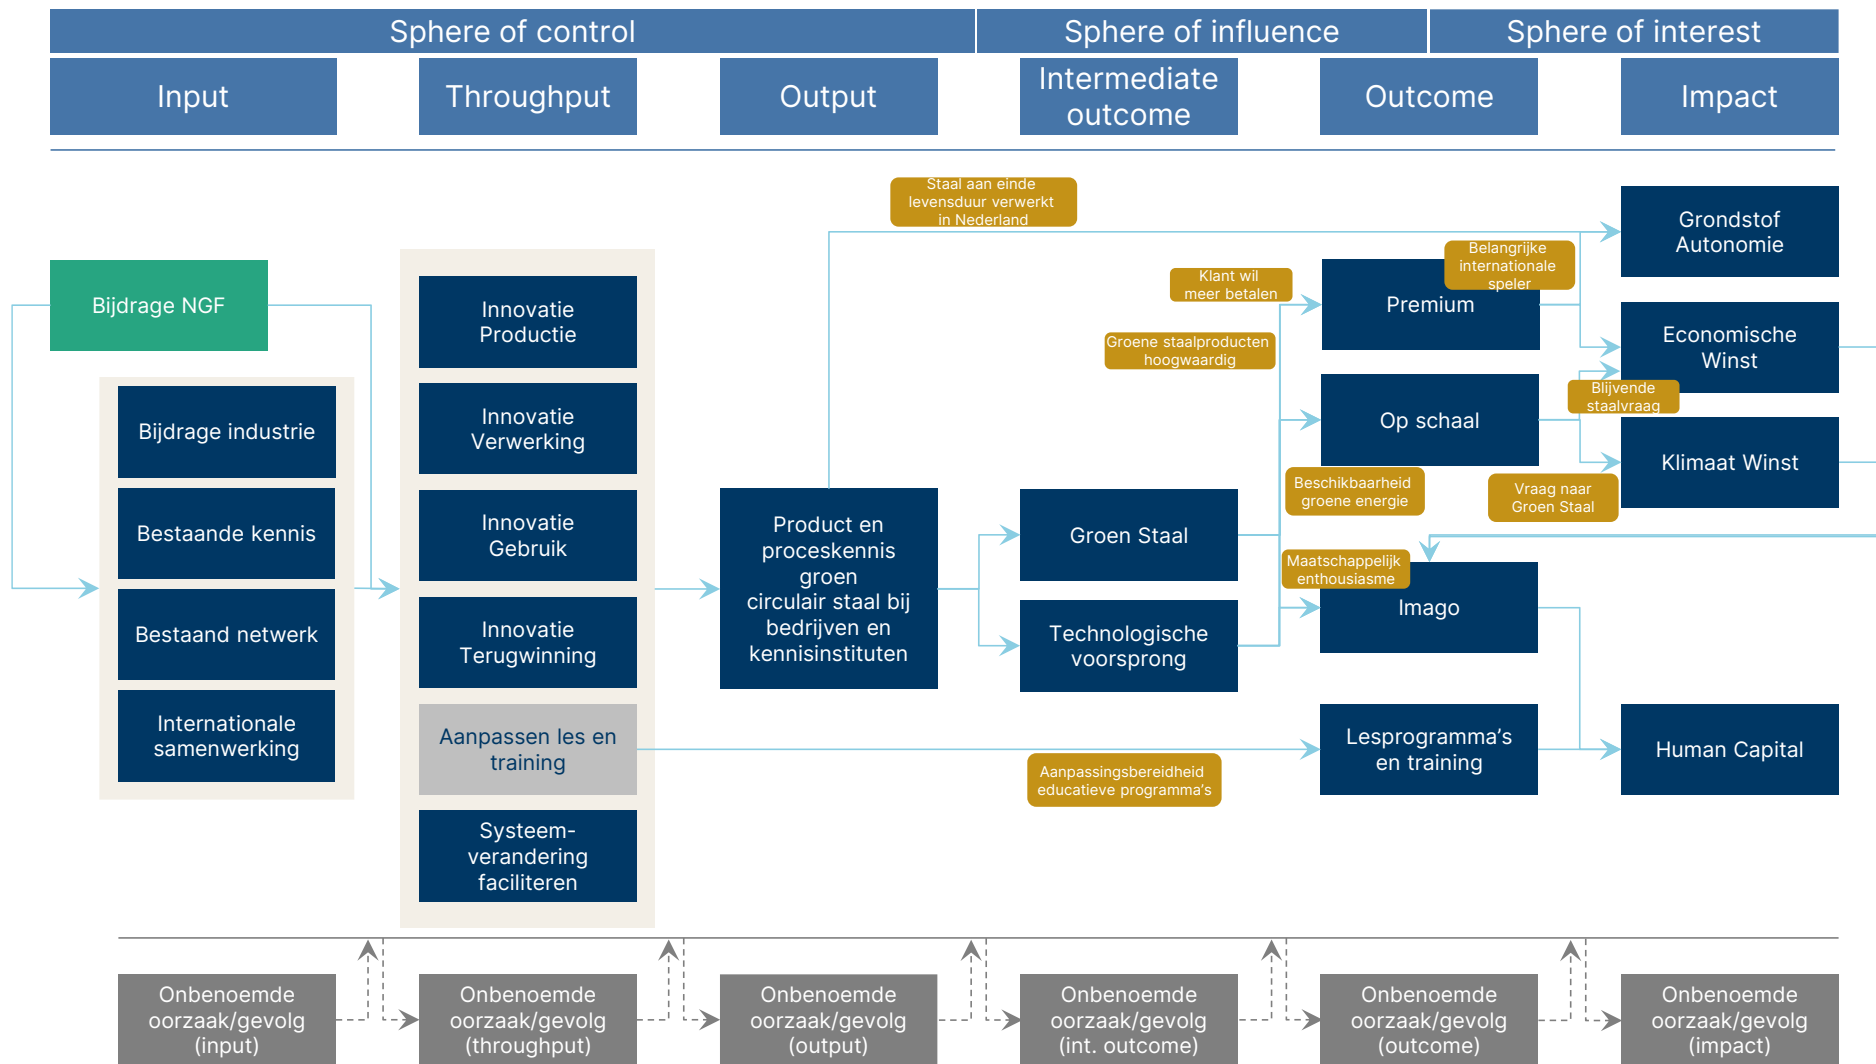 Sphere of control
Sphere of influence
Sphere of interest
Input
Throughput
Output
Intermediate
outcome
Outcome
Impact
Bijdrage NGF
Bijdrage industrie
Bestaande kennis
Bestaand netwerk
Internationale
samenwerking
Innovatie
Productie
Innovatie
Verwerking
Innovatie
Gebruik
Innovatie
Terugwinning
Aanpassen les en
training
Systeem-
verandering
faciliteren
Product en
proceskennis
groen
circulair staal bij
bedrijven en
kennisinstituten
Staal aan einde
levensduur verwerkt
in Nederland
Groen Staal
Technologische
voorsprong
Klant wil
meer betalen
Groene staalproducten
hoogwaardig
Beschikbaarheid
groene energie
Maatschappelijk
enthousiasme
Aanpassingsbereidheid
educatieve programma's
Premium
Op schaal
Imago
Lesprogramma's
en training
Belangrijke
internationale
speler
Blijvende
staalvraag
Vraag naar
Groen Staal
Grondstof
Autonomie
Economische
Winst
Klimaat Winst
Human Capital
Onbenoemde
oorzaak/gevolg
(input)
Onbenoemde
oorzaak/gevolg
(throughput)
Onbenoemde
oorzaak/gevolg
(output)
Onbenoemde
oorzaak/gevolg
(int. outcome)
Onbenoemde
oorzaak/gevolg
(outcome)
Onbenoemde
oorzaak/gevolg
(impact)